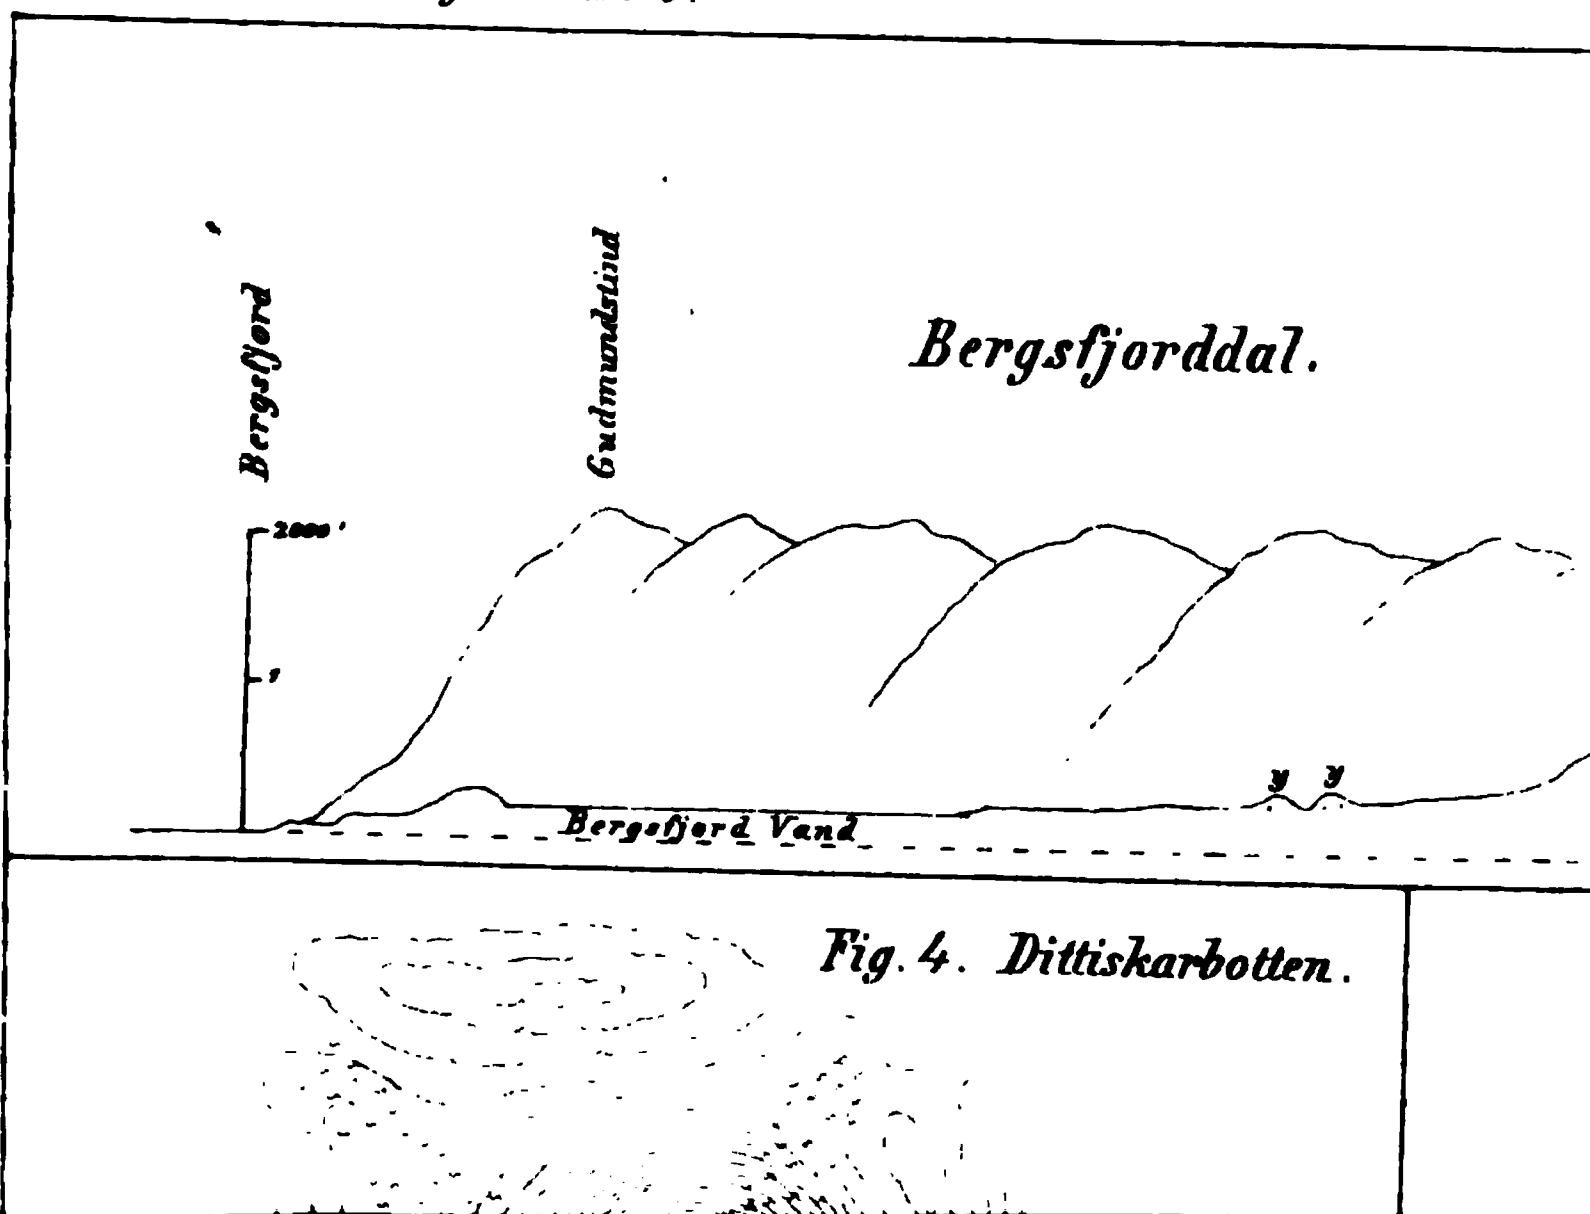 Bergsfjord
Gudmundstind
Bergsfjorddal.
2000'
1
y y
Bergsfjord Vand
Fig. 4. Dittiskarbotten.